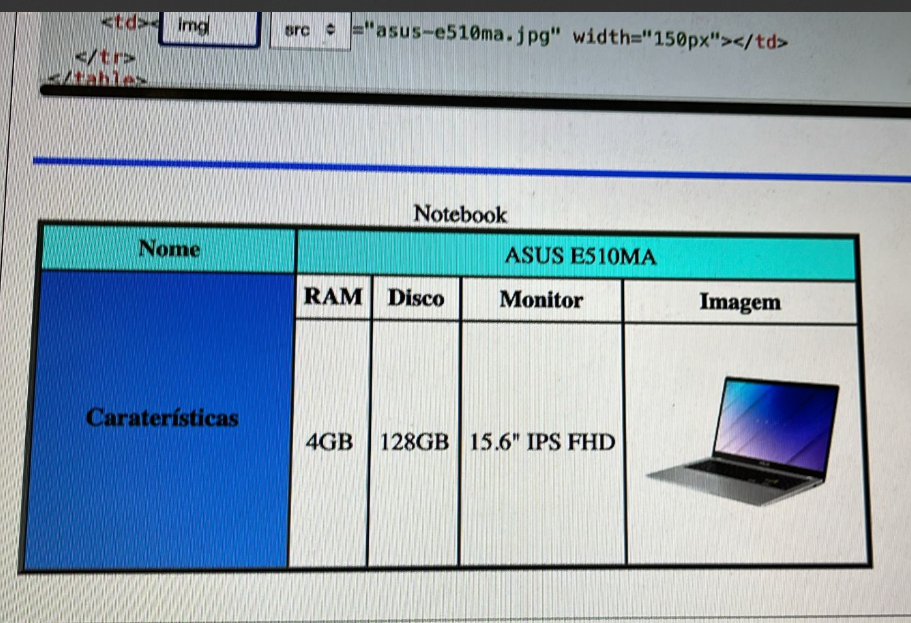 <td>< img src ="asus-e510ma.jpg" width="150px"></td>
</tr>
</table>
Notebook
Nome ASUS E510MA
RAM Disco Monitor Imagem
Caraterísticas
4GB 128GB 15.6" IPS FHD